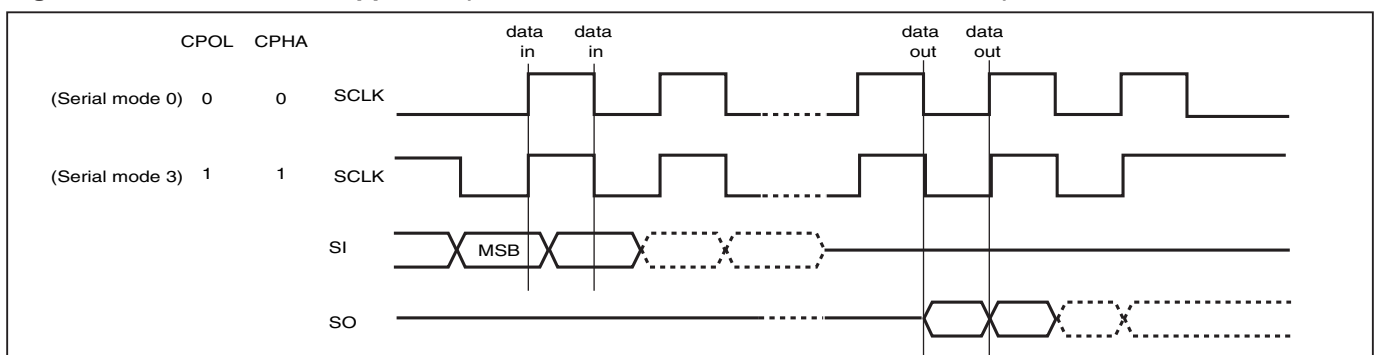 data data data data
CPOL CPHA in in out out
(Serial mode 0) 0 0 SCLK
(Serial mode 3) 1 1 SCLK
SI MSB
SO